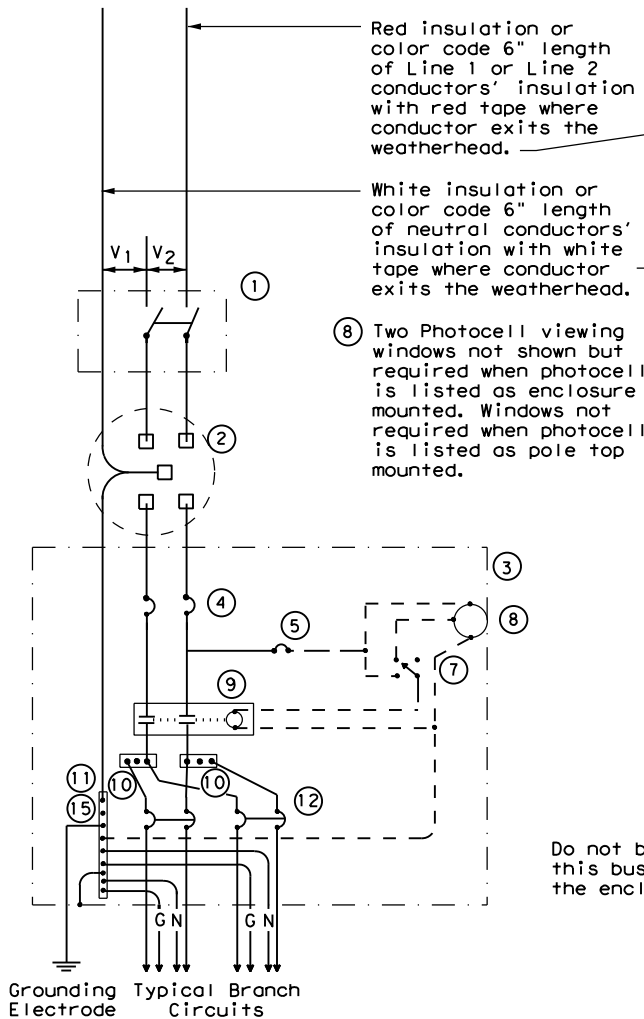 Red insulation or
color code 6" length
of Line 1 or Line 2
conductors' insulation
with red tape where
conductor exits the
weatherhead.
White insulation or
color code 6" length
of neutral conductors'
insulation with white
tape where conductor
exits the weatherhead.
V1 V2
1
8 Two Photocell viewing
windows not shown but
required when photocell
is listed as enclosure
mounted. Windows not
required when photocell
is listed as pole top
mounted.
2
3
4
5
8
7
9
11
10
10
15
12
Do not b
this bus
the encl
G N G N
Grounding
Electrode
Typical Branch
Circuits